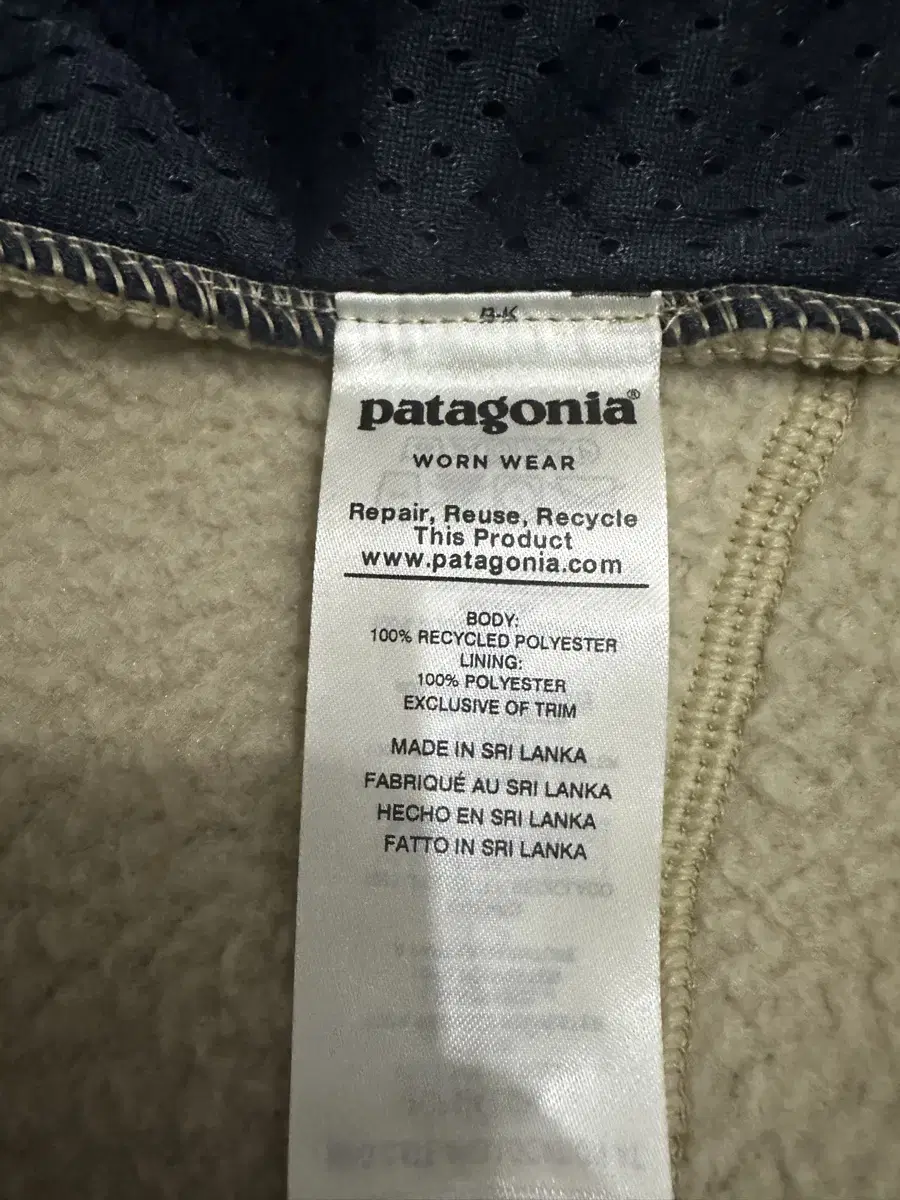 patagonia®
WORN WEAR
Repair, Reuse, Recycle
This Product
www.patagonia.com
BODY:
100% RECYCLED POLYESTER
LINING:
100% POLYESTER
EXCLUSIVE OF TRIM
MADE IN SRI LANKA
FABRIQUÉ AU SRI LANKA
HECHO EN SRI LANKA
FATTO IN SRI LANKA